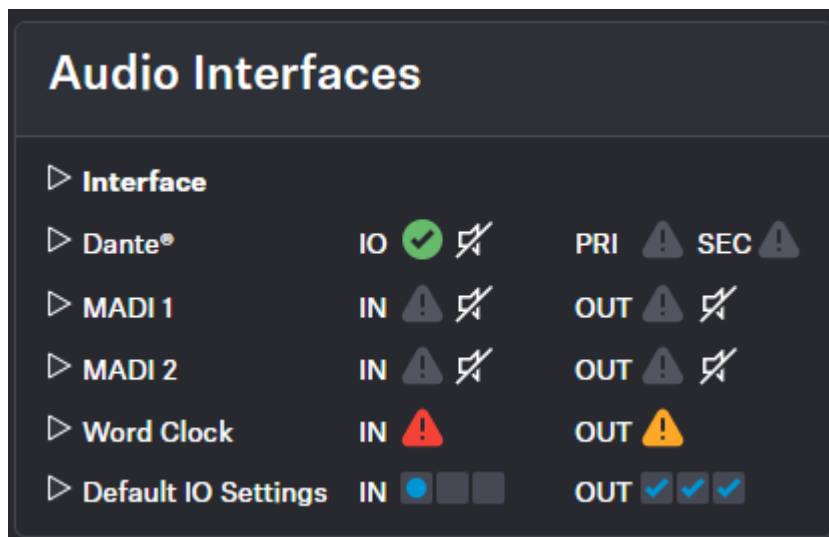 Audio Interfaces
Interface
Dante® IO PRI SEC
MADI 1 IN OUT
MADI 2 IN OUT
Word Clock IN OUT
Default IO Settings IN OUT